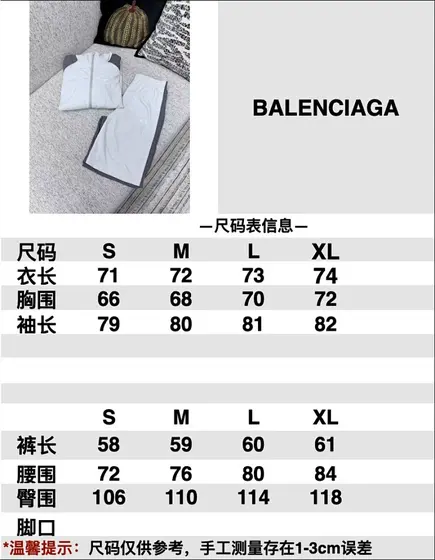 BALENCIAGA
—尺码表信息—
尺码 S M L XL
衣长 71 72 73 74
胸围 66 68 70 72
袖长 79 80 81 82
S M L XL
裤长 58 59 60 61
腰围 72 76 80 84
臀围 106 110 114 118
脚口
*温馨提示：尺码仅供参考，手工测量存在1-3cm误差